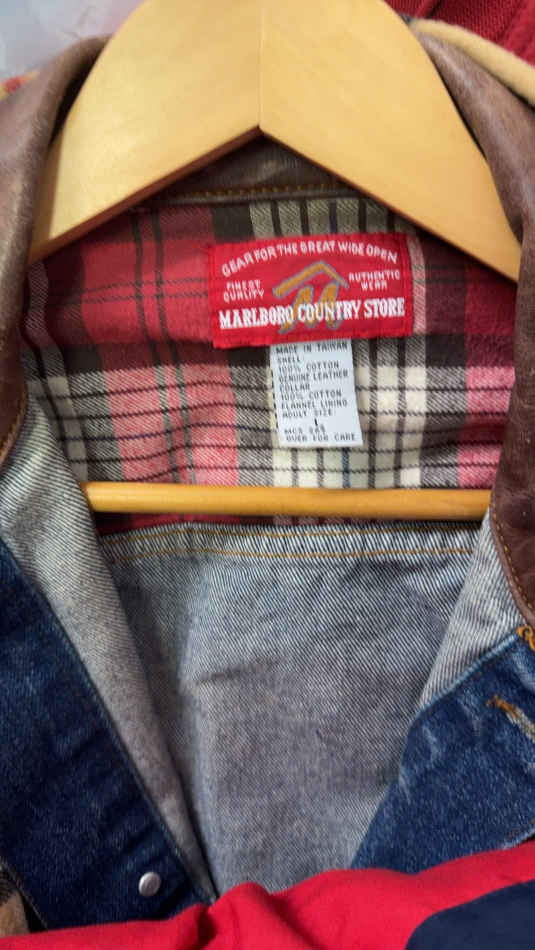 GEAR FOR THE GREAT WIDE OPEN
FINEST QUALITY
AUTHENTIC WEAR
M
MARLBORO COUNTRY STORE
MADE IN TAIWAN
SHELL
100% COTTON
GENUINE LEATHER
COLLAR
100% COTTON
FLANNEL LINING
ADULT SIZE
L
OVER FOR CARE